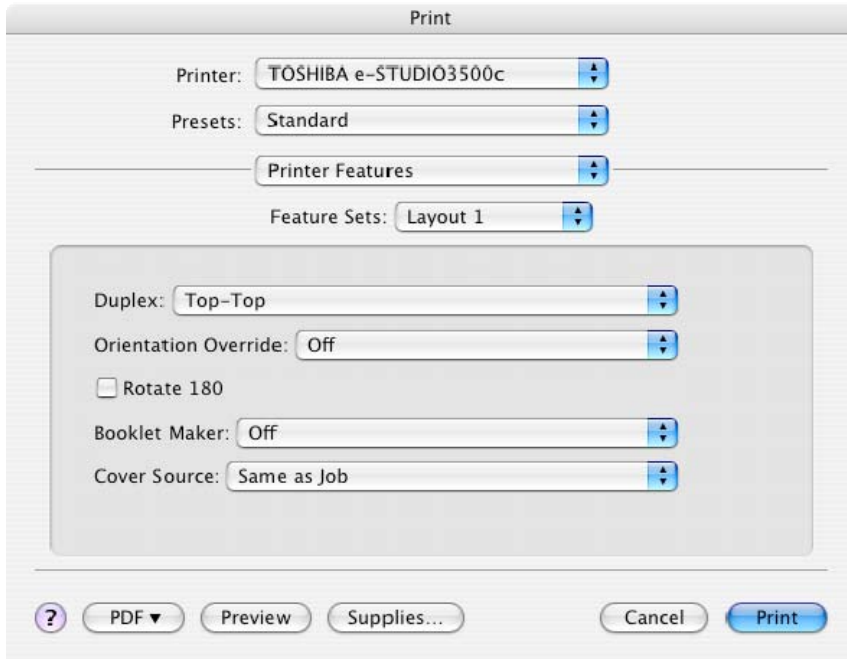 Print
Printer: TOSHIBA e-STUDIO3500c
Presets: Standard
Printer Features
Feature Sets: Layout 1
Duplex: Top-Top
Orientation Override: Off
Rotate 180
Booklet Maker: Off
Cover Source: Same as Job
? PDF ▼ Preview Supplies... Cancel Print